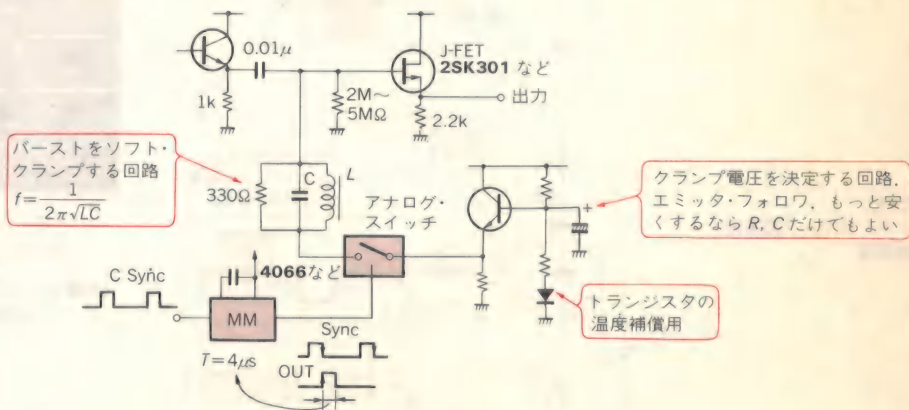 0.01μ
J-FET
2SK301 など
1k
2M～
5MΩ
出力
2.2k
バーストをソフト・
クランプする回路
f=1/2π√LC
330Ω
C
L
アナログ・
スイッチ
クランプ電圧を決定する回路．
エミッタ・フォロワ．もっと安
くするなら R, C だけでもよい
+
4066など
C Sync
MM
トランジスタの
温度補償用
Sync
T=4μs
OUT